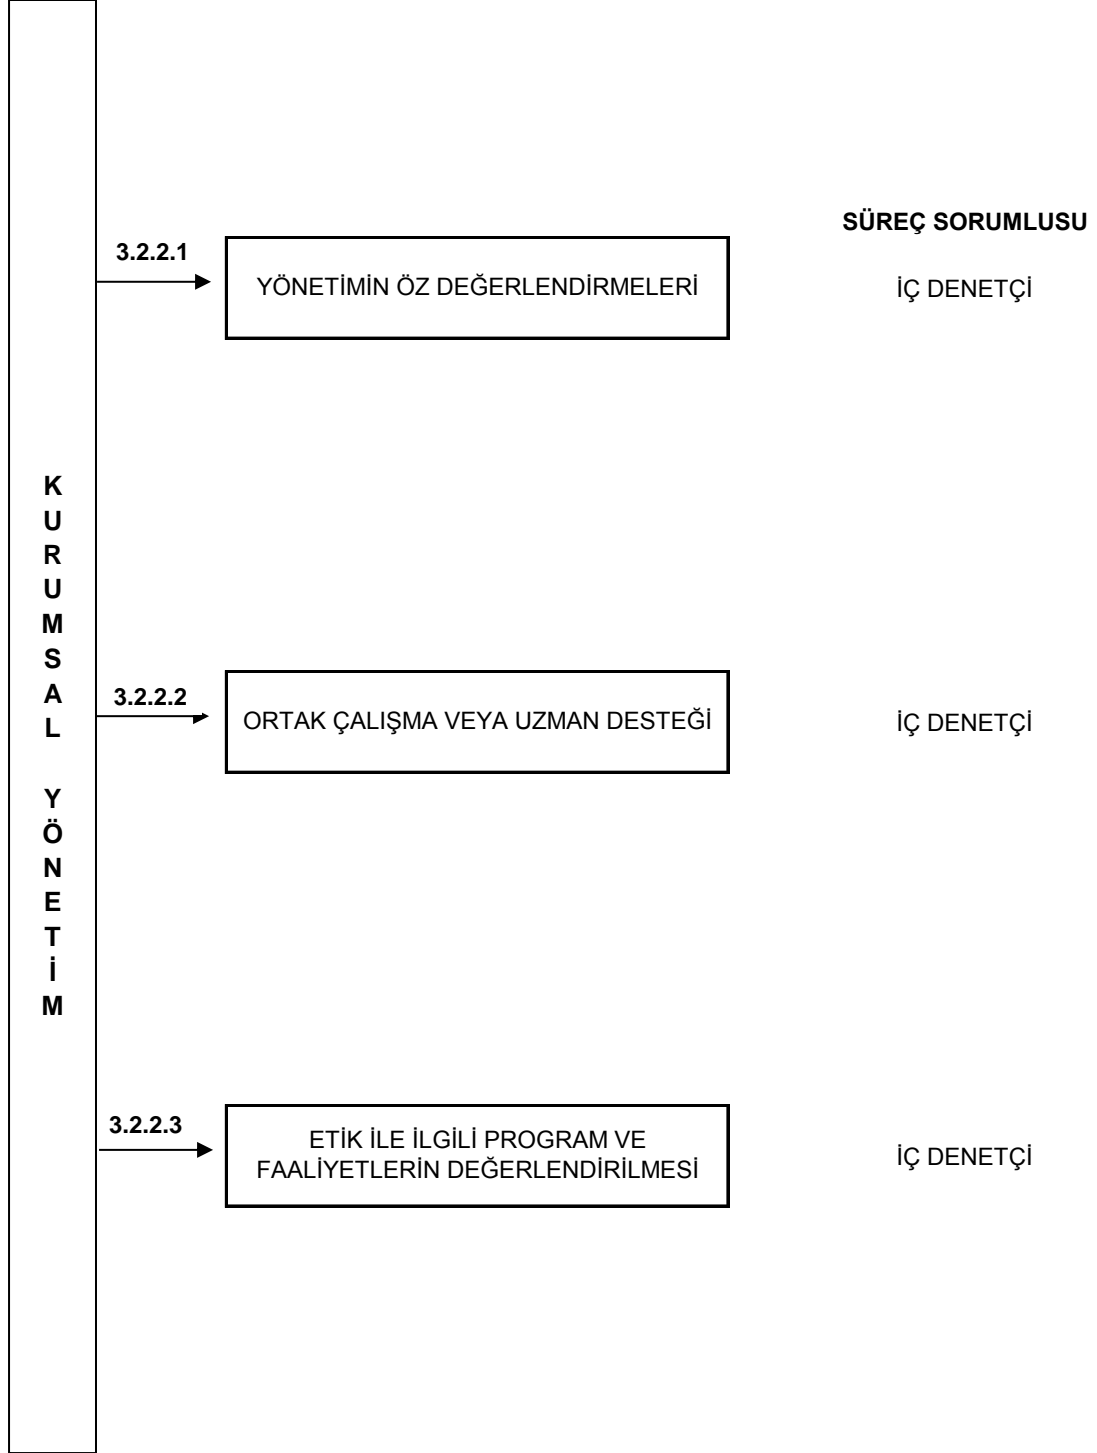 SÜREÇ SORUMLUSU
3.2.2.1
YÖNETİMİN ÖZ DEĞERLENDİRMELERİ
İÇ DENETÇİ
KURUMSAL YÖNETİM
3.2.2.2
ORTAK ÇALIŞMA VEYA UZMAN DESTEĞİ
İÇ DENETÇİ
3.2.2.3
ETİK İLE İLGİLİ PROGRAM VE
FAALİYETLERİN DEĞERLENDİRİLMESİ
İÇ DENETÇİ